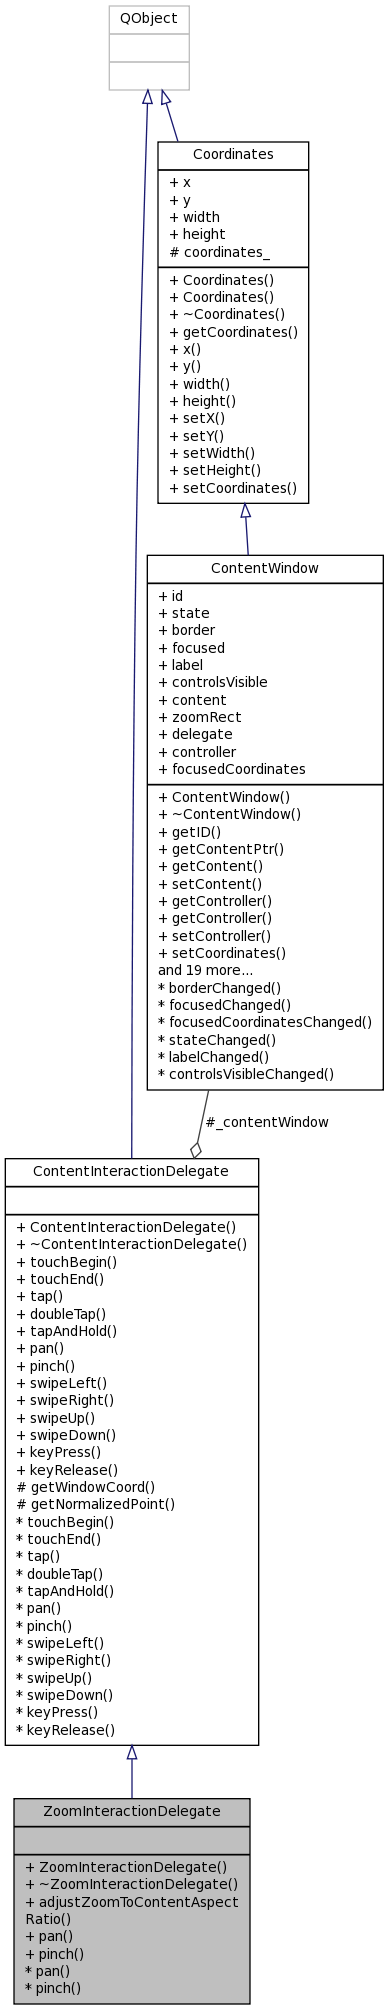 QObject
Coordinates
+ x
+ y
+ width
+ height
# coordinates_
+ Coordinates()
+ Coordinates()
+ ~Coordinates()
+ getCoordinates()
+ x()
+ y()
+ width()
+ height()
+ setX()
+ setY()
+ setWidth()
+ setHeight()
+ setCoordinates()
ContentWindow
+ id
+ state
+ border
+ focused
+ label
+ controlsVisible
+ content
+ zoomRect
+ delegate
+ controller
+ focusedCoordinates
+ ContentWindow()
+ ~ContentWindow()
+ getID()
+ getContentPtr()
+ getContent()
+ setContent()
+ getController()
+ getController()
+ setController()
+ setCoordinates()
and 19 more...
* borderChanged()
* focusedChanged()
* focusedCoordinatesChanged()
* stateChanged()
* labelChanged()
* controlsVisibleChanged()
#_contentWindow
ContentInteractionDelegate
+ ContentInteractionDelegate()
+ ~ContentInteractionDelegate()
+ touchBegin()
+ touchEnd()
+ tap()
+ doubleTap()
+ tapAndHold()
+ pan()
+ pinch()
+ swipeLeft()
+ swipeRight()
+ swipeUp()
+ swipeDown()
+ keyPress()
+ keyRelease()
# getWindowCoord()
# getNormalizedPoint()
* touchBegin()
* touchEnd()
* tap()
* doubleTap()
* tapAndHold()
* pan()
* pinch()
* swipeLeft()
* swipeRight()
* swipeUp()
* swipeDown()
* keyPress()
* keyRelease()
ZoomInteractionDelegate
+ ZoomInteractionDelegate()
+ ~ZoomInteractionDelegate()
+ adjustZoomToContentAspect
Ratio()
+ pan()
+ pinch()
* pan()
* pinch()